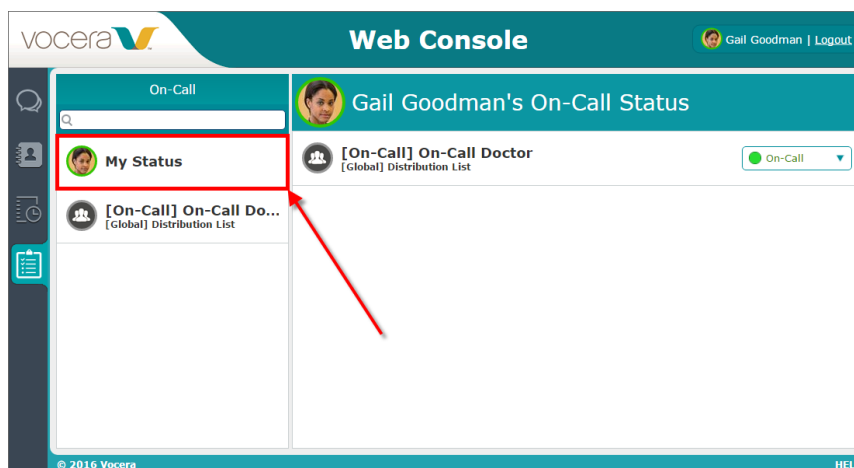 vocera
Web Console
Gail Goodman | Logout
On-Call
Gail Goodman's On-Call Status
My Status
[On-Call] On-Call Doctor
[Global] Distribution List
On-Call
[On-Call] On-Call Do...
[Global] Distribution List
© 2016 Vocera
HEL